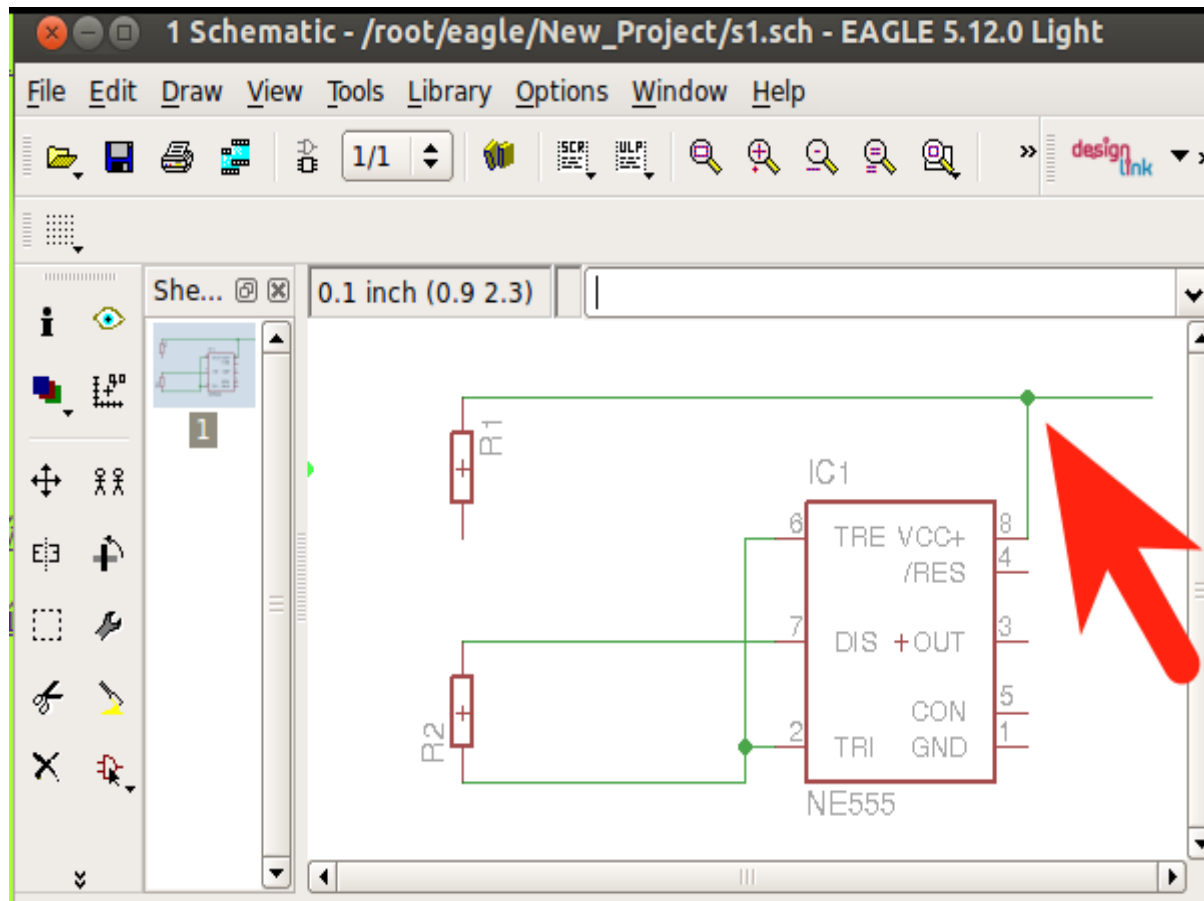 1 Schematic - /root/eagle/New_Project/s1.sch - EAGLE 5.12.0 Light
File Edit Draw View Tools Library Options Window Help
1/1 SCR ULP design link
She... 0.1 inch (0.9 2.3)
1
R1
IC1
6 TRE VCC+ 8
/RES 4
7 DIS +OUT 3
CON 5
R2 2 TRI GND 1
NE555